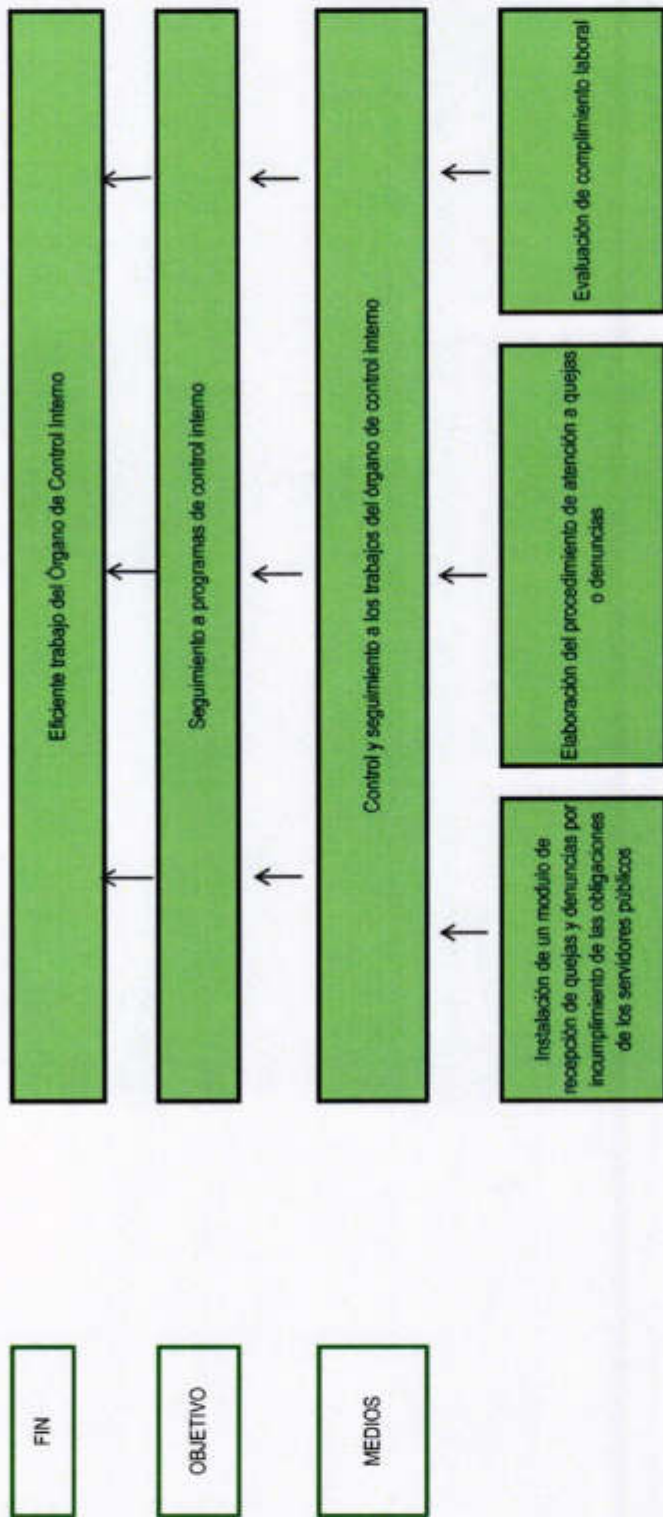 FIN
Eficiente trabajo del Órgano de Control Interno
OBJETIVO
Seguimiento a programas de control interno
MEDIOS
Control y seguimiento a los trabajos del órgano de control interno
Instalación de un modulo de
recepción de quejas y denuncias por
incumplimiento de las obligaciones
de los servidores públicos
Elaboración del procedimiento de atención a quejas
o denuncias
Evaluación de complimiento laboral